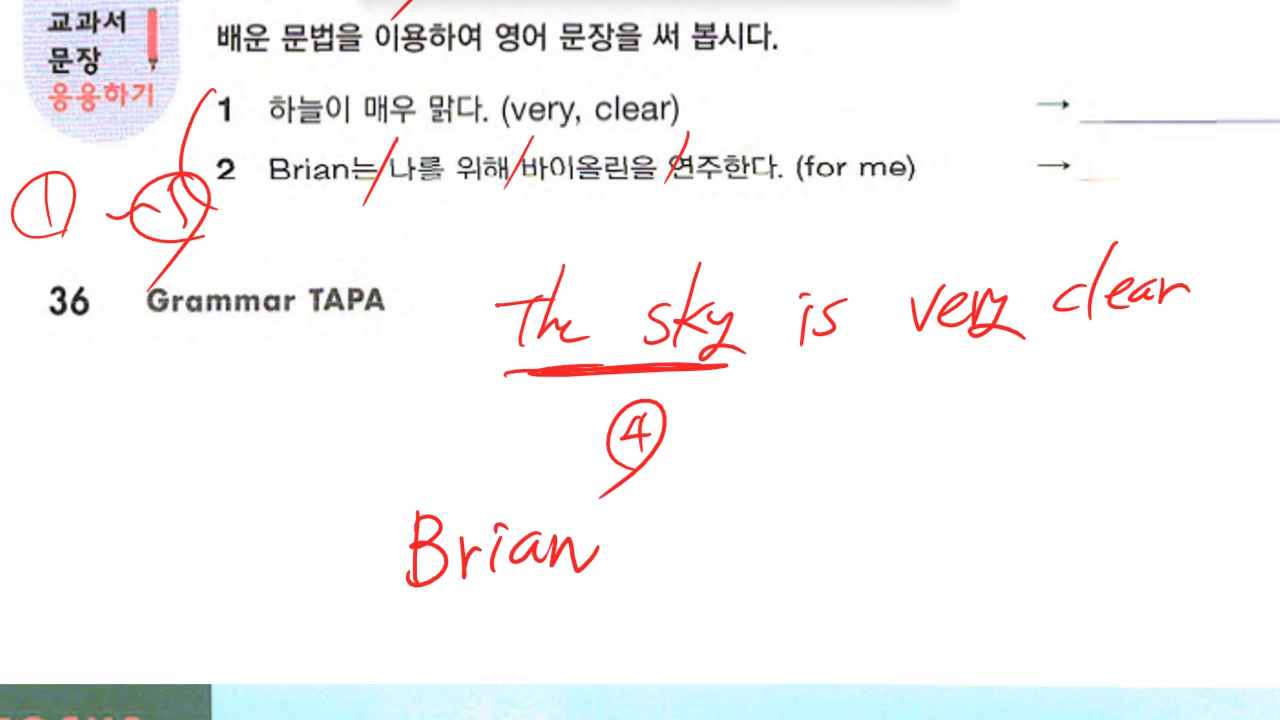 교과서
문장
응용하기
배운 문법을 이용하여 영어 문장을 써 봅시다.
1 하늘이 매우 맑다. (very, clear) →
2 Brian는 나를 위해 바이올린을 연주한다. (for me) →
①
36 Grammar TAPA
The sky is very clear
④
Brian